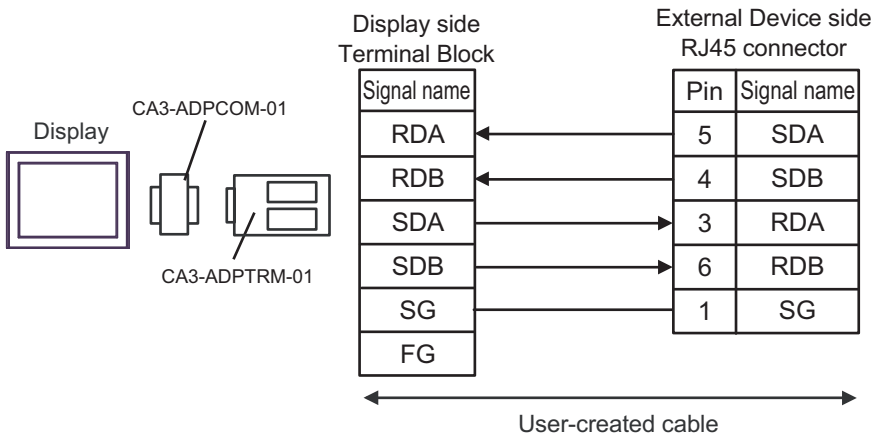 Display side
Terminal Block
External Device side
RJ45 connector
CA3-ADPCOM-01
Display
CA3-ADPTRM-01
Signal name
RDA
RDB
SDA
SDB
SG
FG
Pin Signal name
5 SDA
4 SDB
3 RDA
6 RDB
1 SG
User-created cable